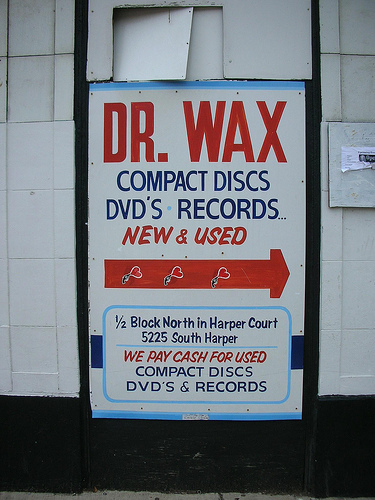 DR. WAX
COMPACT DISCS
DVD'S · RECORDS...
NEW & USED
½ Block North in Harper Court
5225 South Harper
WE PAY CASH FOR USED
COMPACT DISCS
DVD'S & RECORDS